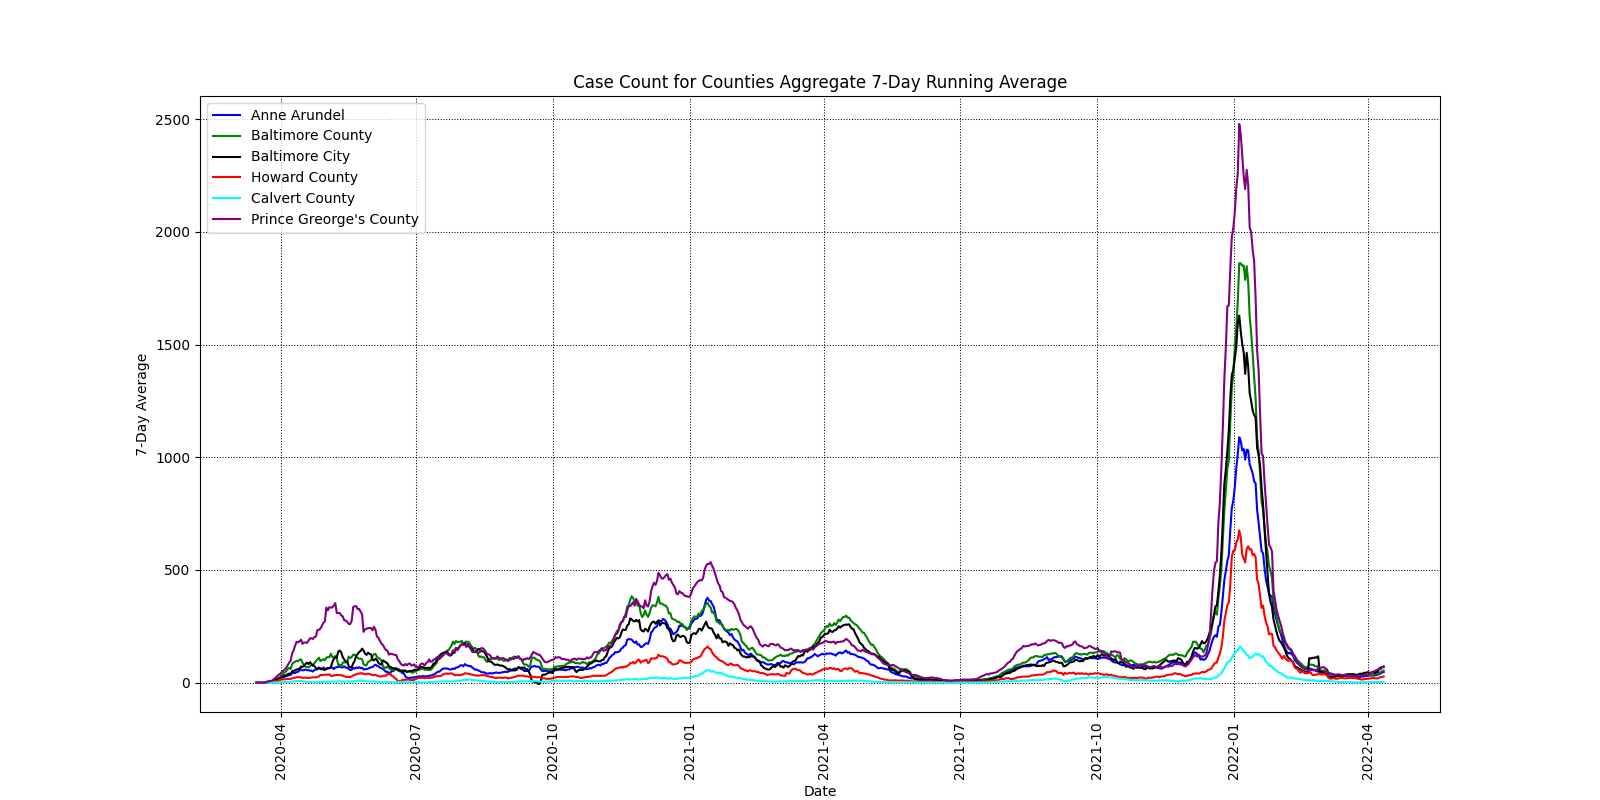 Case Count for Counties Aggregate 7-Day Running Average
Anne Arundel
Baltimore County
Baltimore City
Howard County
Calvert County
Prince Greorge's County
2500
2000
1500
1000
500
0
7-Day Average
2020-04
2020-07
2020-10
2021-01
2021-04
2021-07
2021-10
2022-01
2022-04
Date